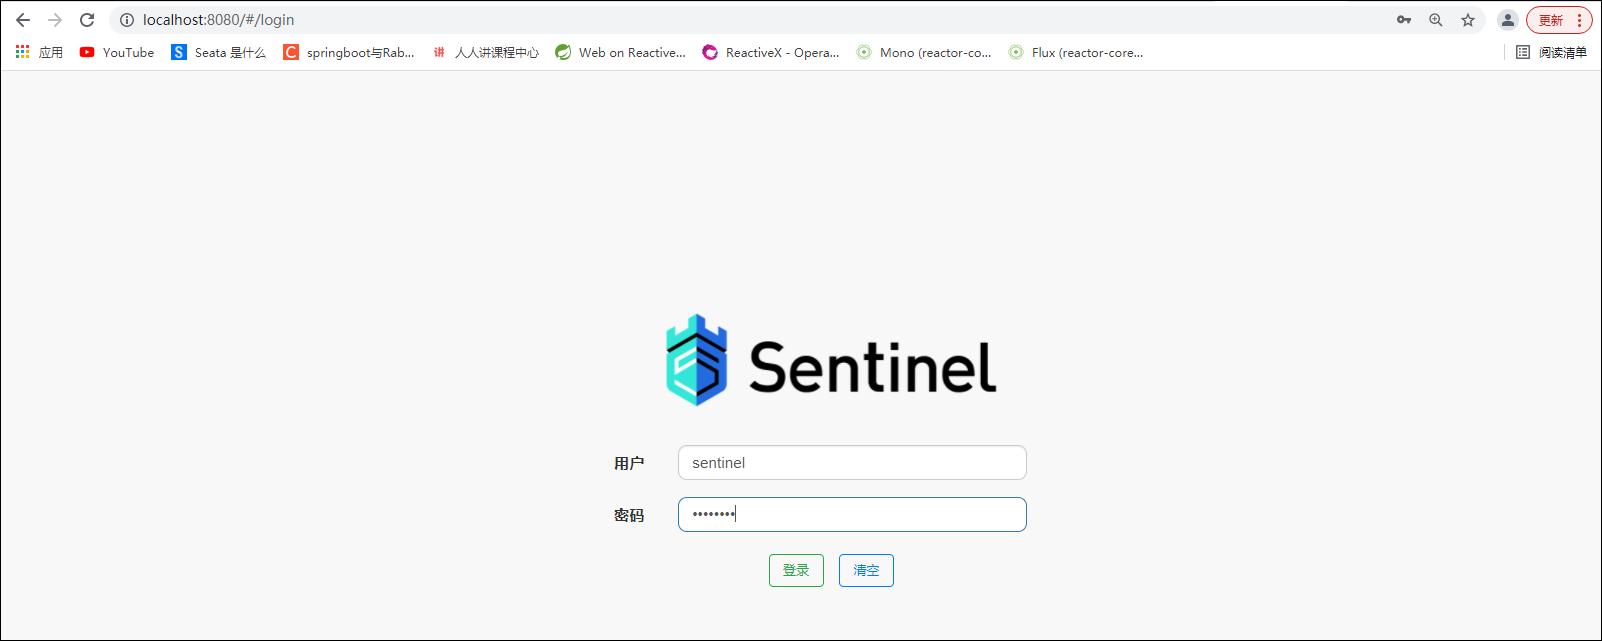 localhost:8080/#/login
更新
应用 YouTube Seata 是什么 springboot与Rab... 人人讲课程中心 Web on Reactive... ReactiveX - Opera... Mono (reactor-co... Flux (reactor-core... 阅读清单
Sentinel
用户 sentinel
密码 ••••••••
登录 清空